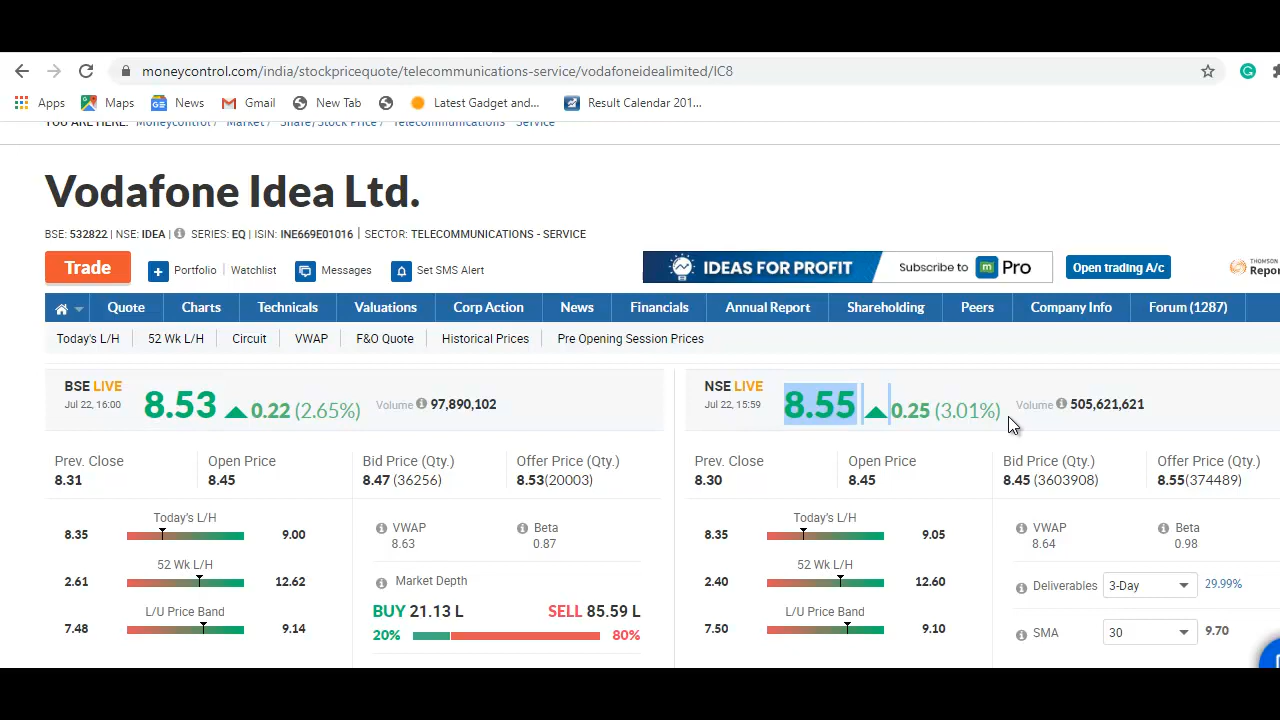 moneycontrol.com/india/stockpricequote/telecommunications-service/vodafoneidealimited/IC8
Apps Maps News Gmail New Tab Latest Gadget and... Result Calendar 201...
YOU ARE HERE: Moneycontrol / Market / Share/Stock Price / Telecommunications Service
Vodafone Idea Ltd.
BSE: 532822 | NSE: IDEA | SERIES: EQ | ISIN: INE669E01016 | SECTOR: TELECOMMUNICATIONS - SERVICE
Trade + Portfolio Watchlist Messages Set SMS Alert IDEAS FOR PROFIT Subscribe to m Pro Open trading A/c THOMSON
Quote Charts Technicals Valuations Corp Action News Financials Annual Report Shareholding Peers Company Info Forum (1287)
Today's L/H 52 Wk L/H Circuit VWAP F&O Quote Historical Prices Pre Opening Session Prices
BSE LIVE
Jul 22, 16:00
8.53 0.22 (2.65%) Volume 97,890,102
Prev. Close Open Price Bid Price (Qty.) Offer Price (Qty.)
8.31 8.45 8.47 (36256) 8.53(20003)
Today's L/H
8.35 9.00
52 Wk L/H
2.61 12.62
L/U Price Band
7.48 9.14
VWAP Beta
8.63 0.87
Market Depth
BUY 21.13 L SELL 85.59 L
20% 80%
NSE LIVE
Jul 22, 15:59
8.55 0.25 (3.01%) Volume 505,621,621
Prev. Close Open Price Bid Price (Qty.) Offer Price (Qty.)
8.30 8.45 8.45 (3603908) 8.55(374489)
Today's L/H
8.35 9.05
52 Wk L/H
2.40 12.60
L/U Price Band
7.50 9.10
VWAP Beta
8.64 0.98
Deliverables 3-Day 29.99%
SMA 30 9.70